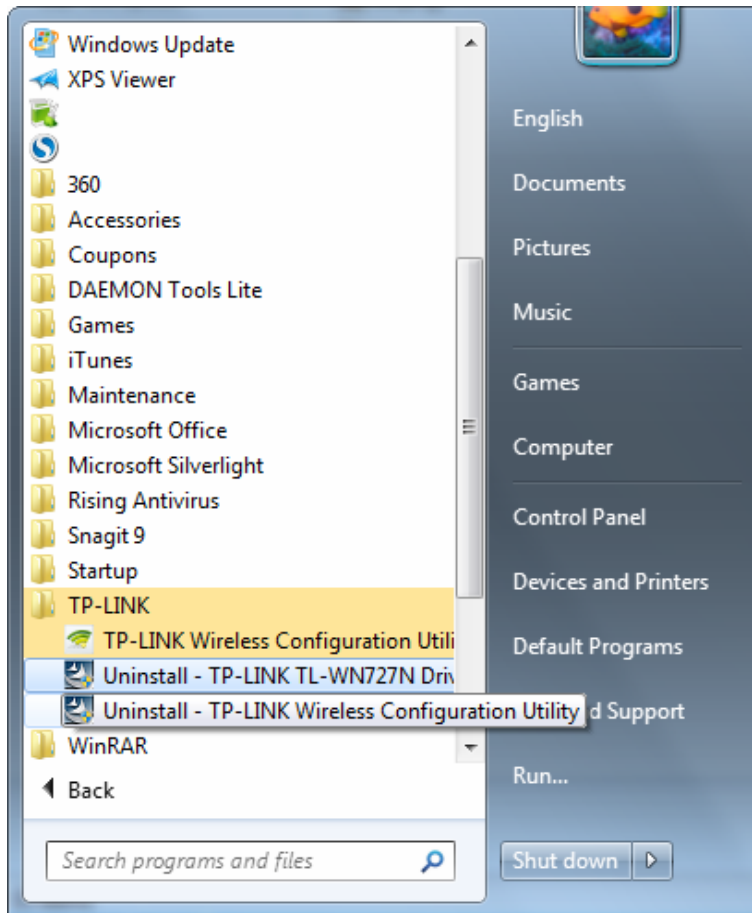 Windows Update
XPS Viewer
360
Accessories
Coupons
DAEMON Tools Lite
Games
iTunes
Maintenance
Microsoft Office
Microsoft Silverlight
Rising Antivirus
Snagit 9
Startup
TP-LINK
TP-LINK Wireless Configuration Utili
Uninstall - TP-LINK TL-WN727N Driv
Uninstall - TP-LINK Wireless Configuration Utility
WinRAR
Back
Search programs and files
English
Documents
Pictures
Music
Games
Computer
Control Panel
Devices and Printers
Default Programs
d Support
Run...
Shut down